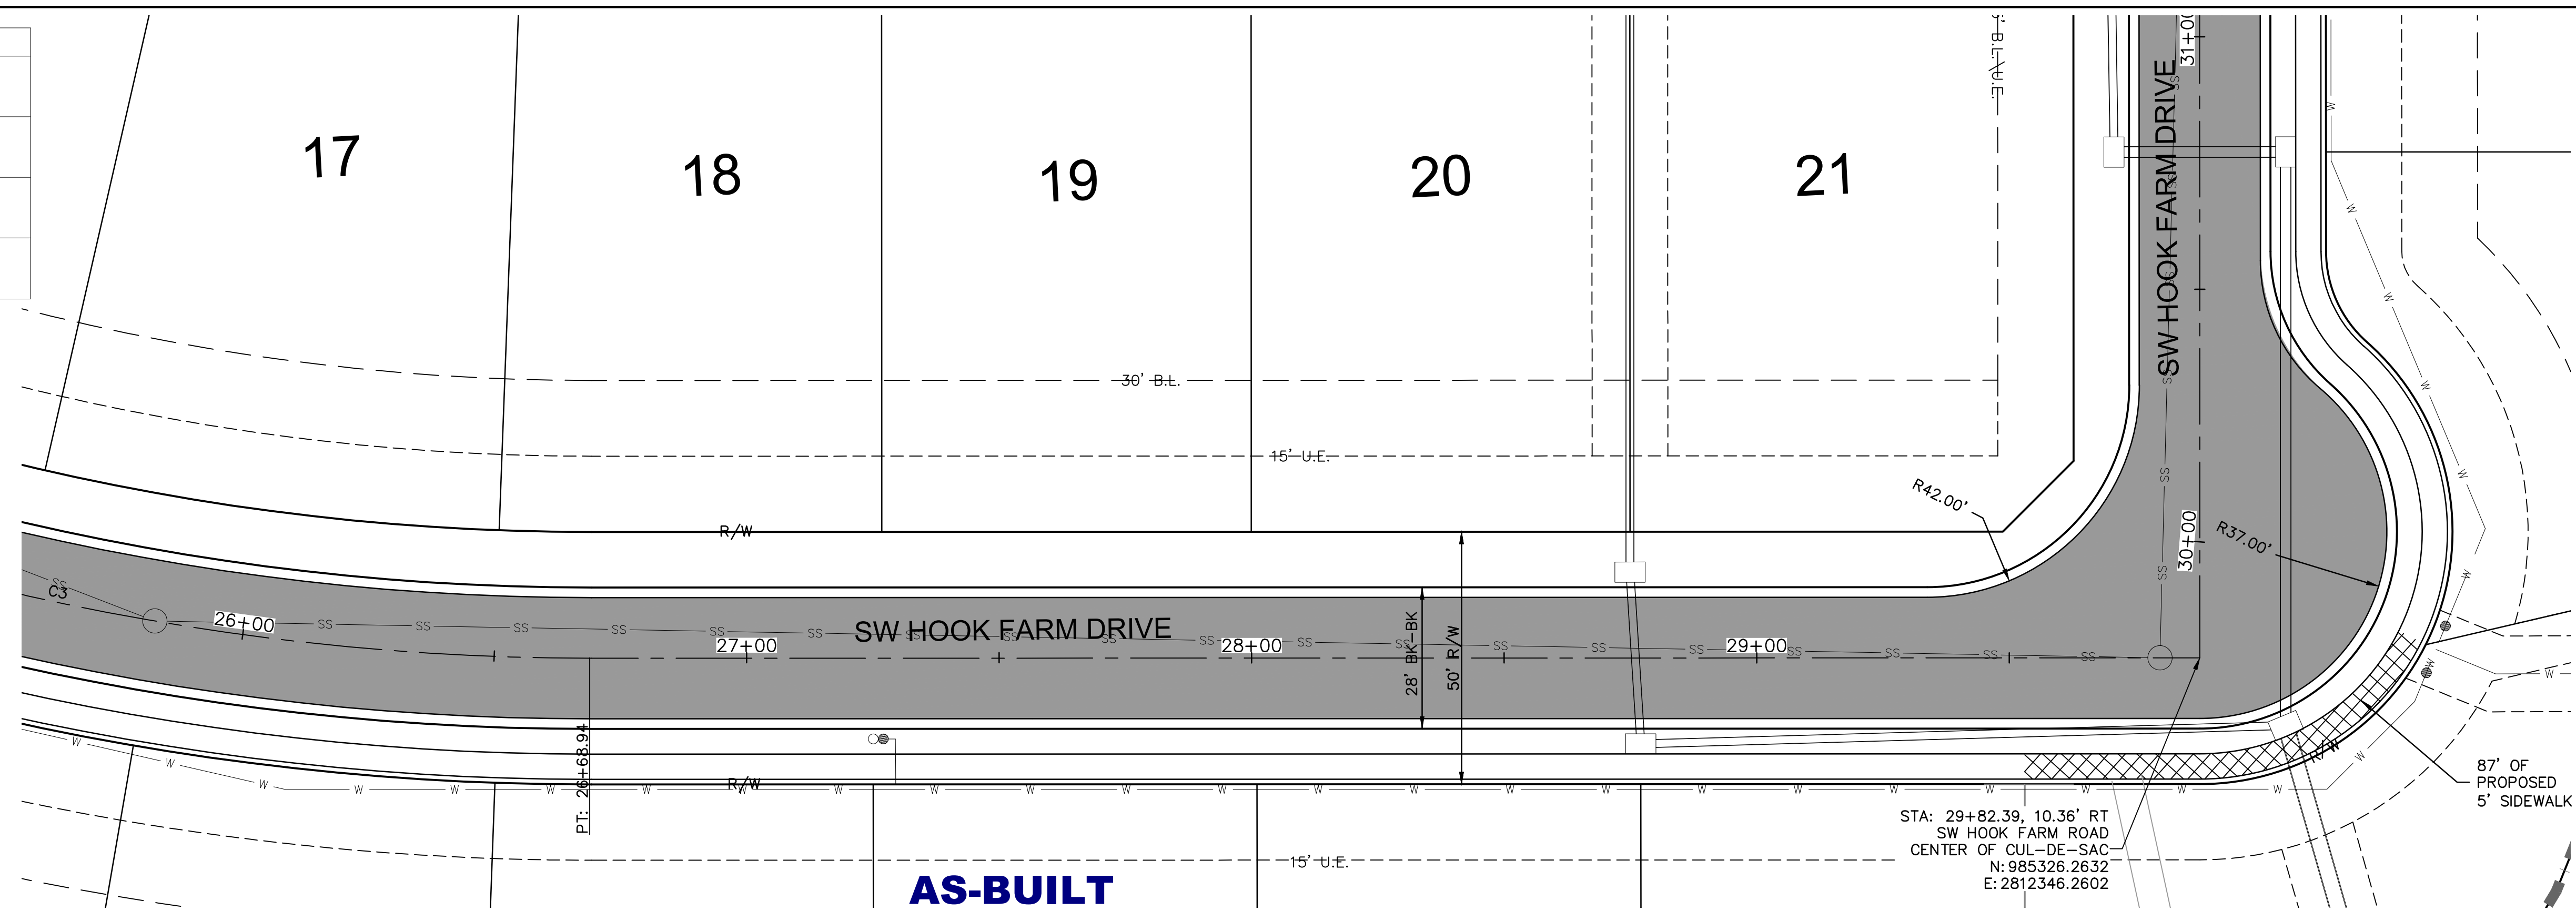 17
18
19
20
21
B.L.\U.E.
31+00
SW HOOK FARM DRIVE
30' B.L.
15' U.E.
R/W
R42.00'
R37.00'
30+00
C3
26+00
27+00
28+00
29+00
SW HOOK FARM DRIVE
28' BK-BK
50' R/W
PT: 26+68.94
R/W
R/W
87' OF
PROPOSED
5' SIDEWALK
STA: 29+82.39, 10.36' RT
SW HOOK FARM ROAD
CENTER OF CUL-DE-SAC
N: 985326.2632
E: 2812346.2602
15' U.E.
AS-BUILT